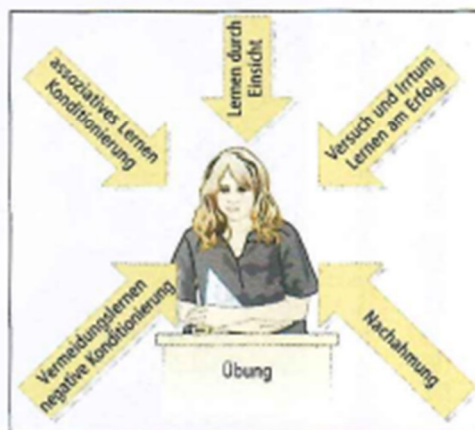 assoziatives Lernen
Konditionierung
Lernen durch
Einsicht
Versuch und Irrtum
Lernen am Erfolg
Vermeidungslernen
negative Konditionierung
Nachahmung
Übung